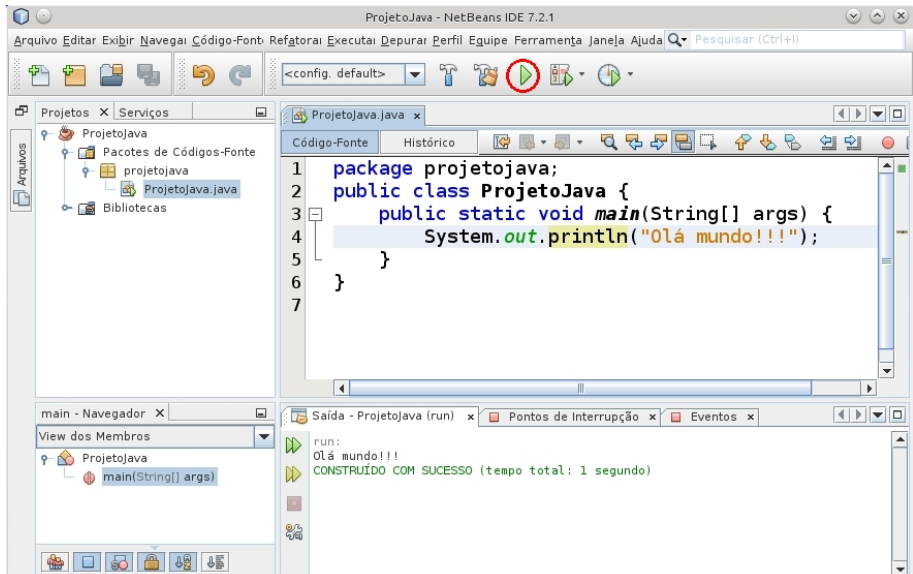 ProjetoJava - NetBeans IDE 7.2.1
Arquivo Editar Exibir Navegar Código-Font Refatorar Executar Depurar Perfil Equipe Ferramenta Janela Ajuda Pesquisar (Ctrl+I)
<config. default>
Projetos Serviços
Arquivos
ProjetoJava
Pacotes de Códigos-Fonte
projetojava
ProjetoJava.java
Bibliotecas
ProjetoJava.java
Código-Fonte Histórico
1 package projetojava;
2 public class ProjetoJava {
3 public static void main(String[] args) {
4 System.out.println("Olá mundo!!!");
5 }
6 }
7
main - Navegador
View dos Membros
ProjetoJava
main(String[] args)
Saída - ProjetoJava (run) Pontos de Interrupção Eventos
run:
Olá mundo!!!
CONSTRUÍDO COM SUCESSO (tempo total: 1 segundo)